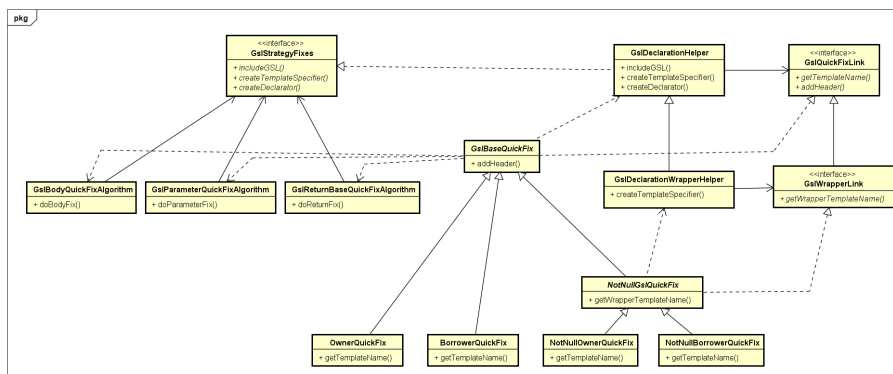 pkg
<<interface>>
GslStrategyFixes
+ includeGSL()
+ createTemplateSpecifier()
+ createDeclarator()
GslDeclarationHelper
+ includeGSL()
+ createTemplateSpecifier()
+ createDeclarator()
<<interface>>
GslQuickFixLink
+ getTemplateName()
+ addHeader()
GslBaseQuickFix
+ addHeader()
GslBodyQuickFixAlgorithm
+ doBodyFix()
GslParameterQuickFixAlgorithm
+ doParameterFix()
GslReturnBaseQuickFixAlgorithm
+ doReturnFix()
GslDeclarationWrapperHelper
+ createTemplateSpecifier()
<<interface>>
GslWrapperLink
+ getWrapperTemplateName()
NotNullGslQuickFix
+ getWrapperTemplateName()
OwnerQuickFix
+ getTemplateName()
BorrowerQuickFix
+ getTemplateName()
NotNullOwnerQuickFix
+ getTemplateName()
NotNullBorrowerQuickFix
+ getTemplateName()